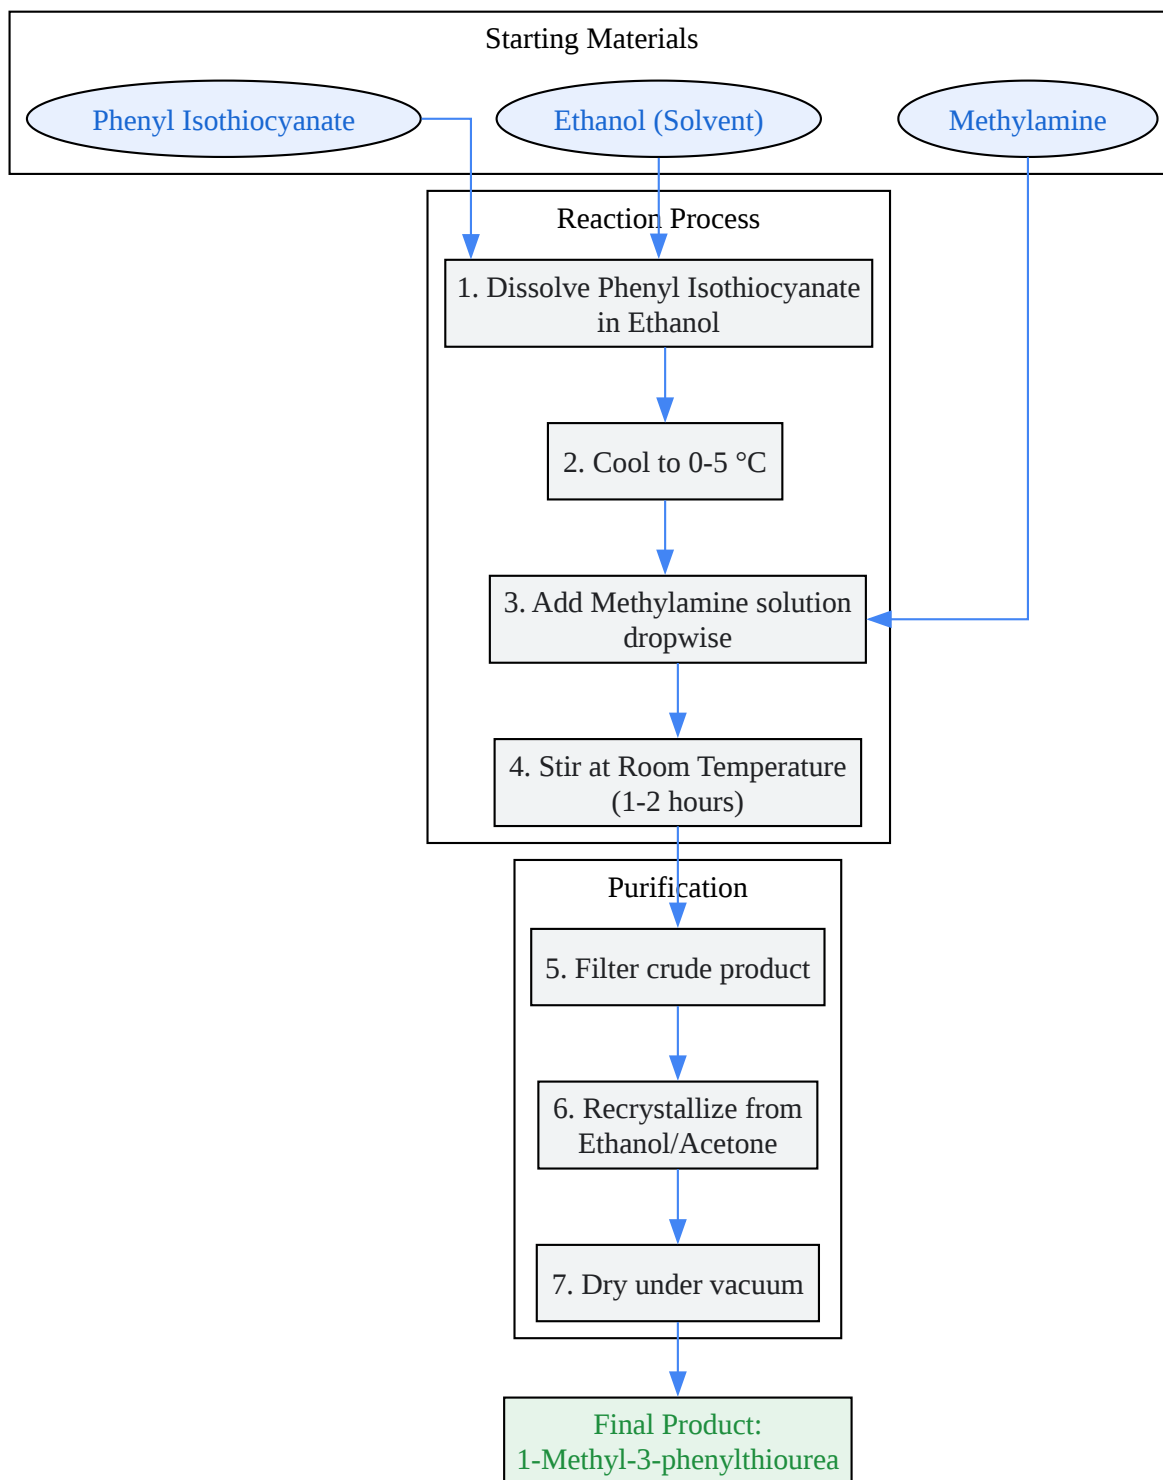 Starting Materials
Phenyl Isothiocyanate
Ethanol (Solvent)
Methylamine
Reaction Process
1. Dissolve Phenyl Isothiocyanate
in Ethanol
2. Cool to 0-5 °C
3. Add Methylamine solution
dropwise
4. Stir at Room Temperature
(1-2 hours)
Purification
5. Filter crude product
6. Recrystallize from
Ethanol/Acetone
7. Dry under vacuum
Final Product:
1-Methyl-3-phenylthiourea